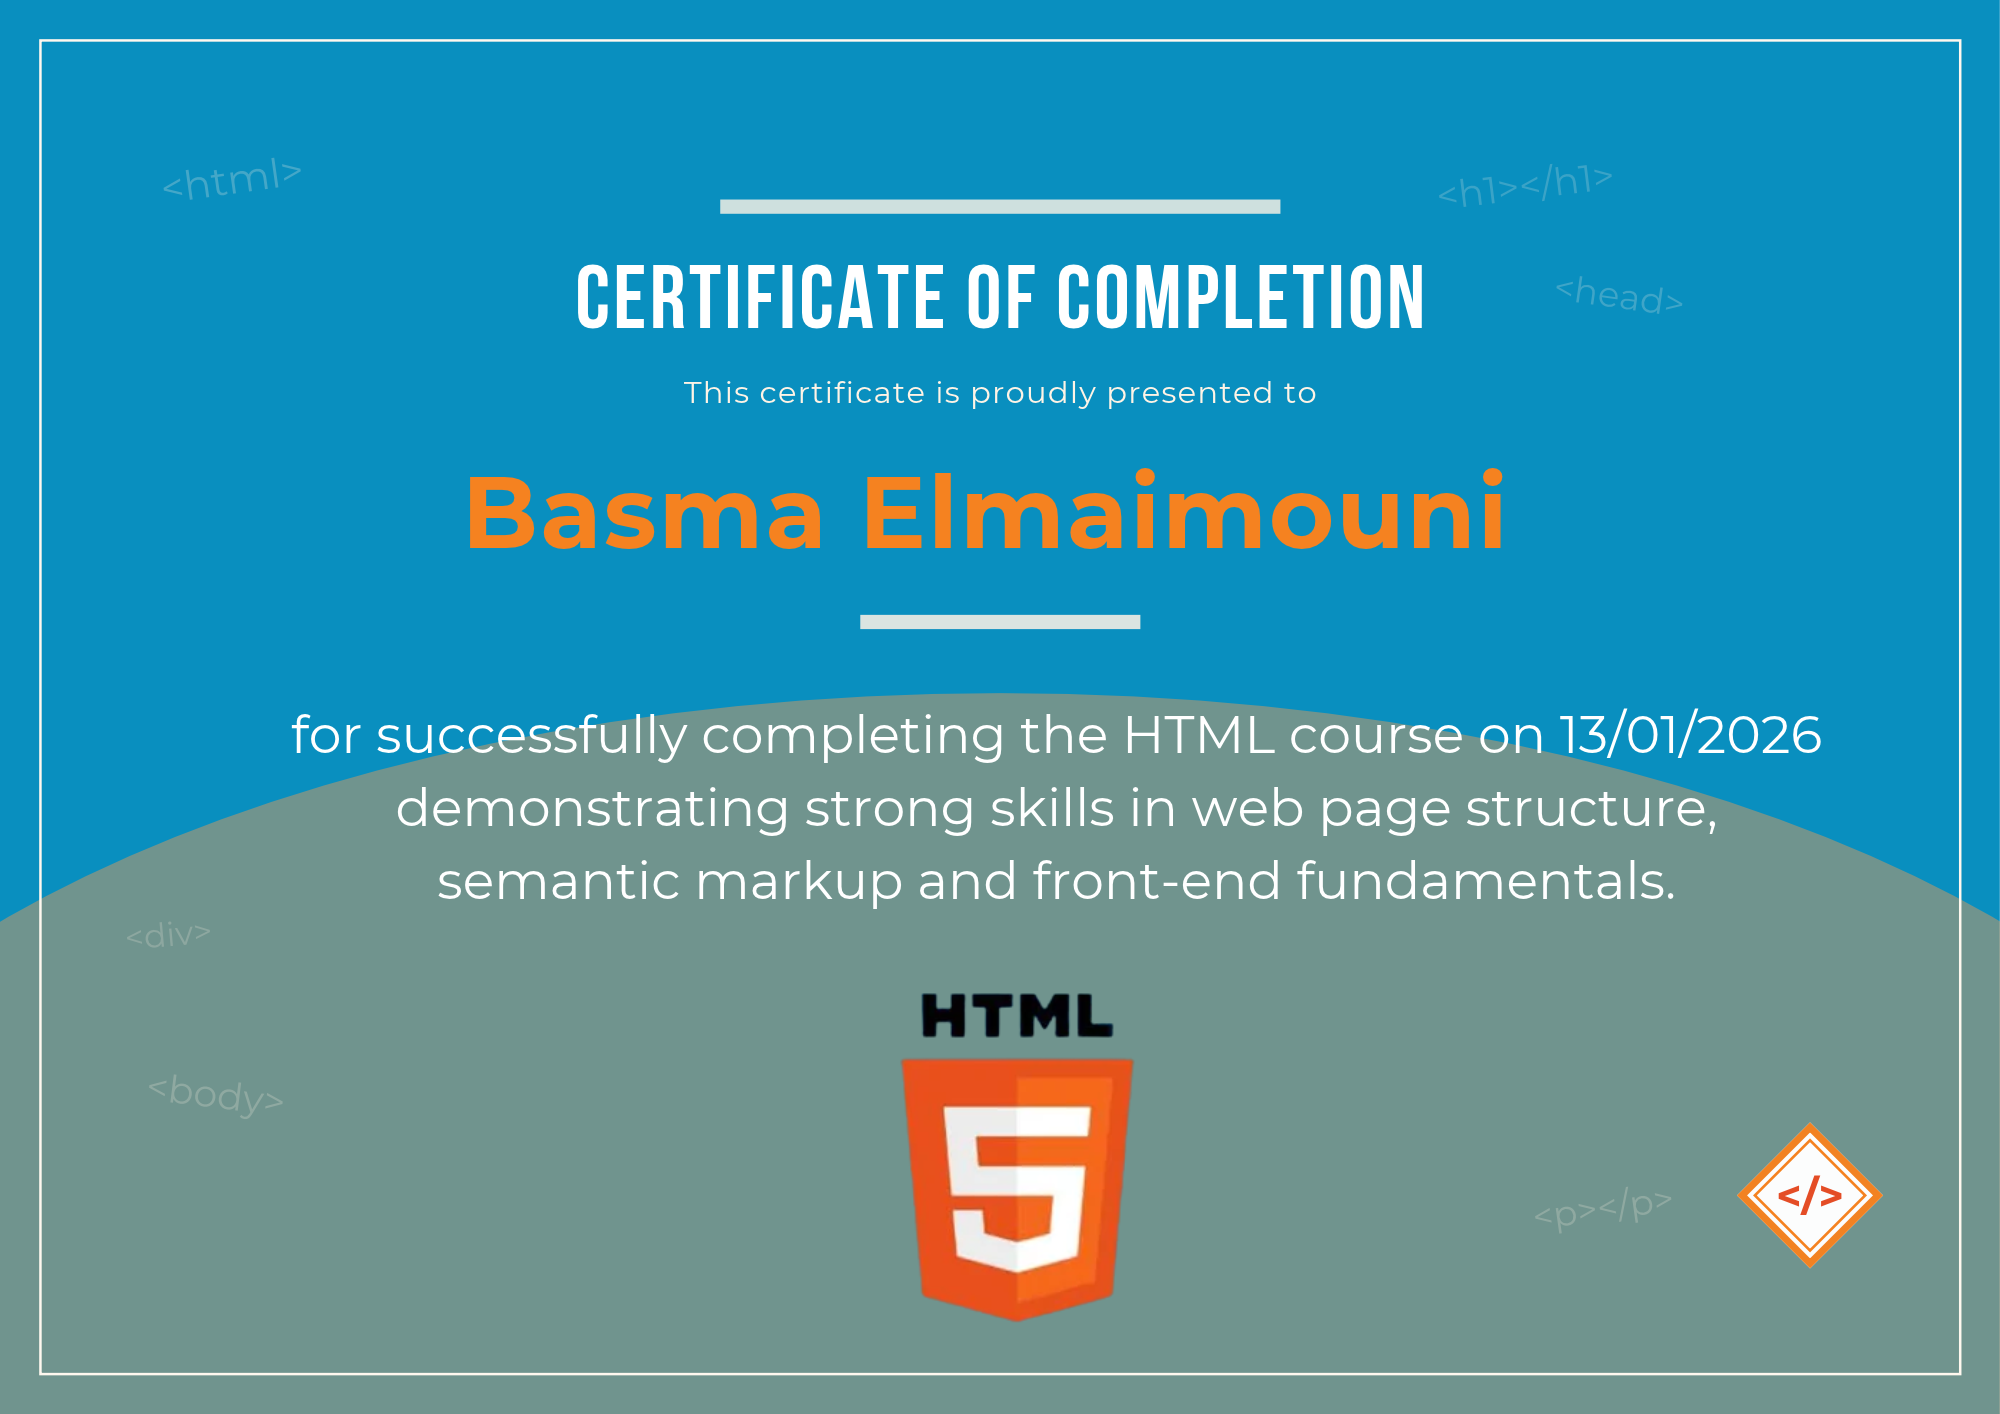 <html>
<h1></h1>
<head>
CERTIFICATE OF COMPLETION
This certificate is proudly presented to
Basma Elmaimouni
for successfully completing the HTML course on 13/01/2026
demonstrating strong skills in web page structure,
semantic markup and front-end fundamentals.
<div>
HTML
5
<body>
<p></p>
</>